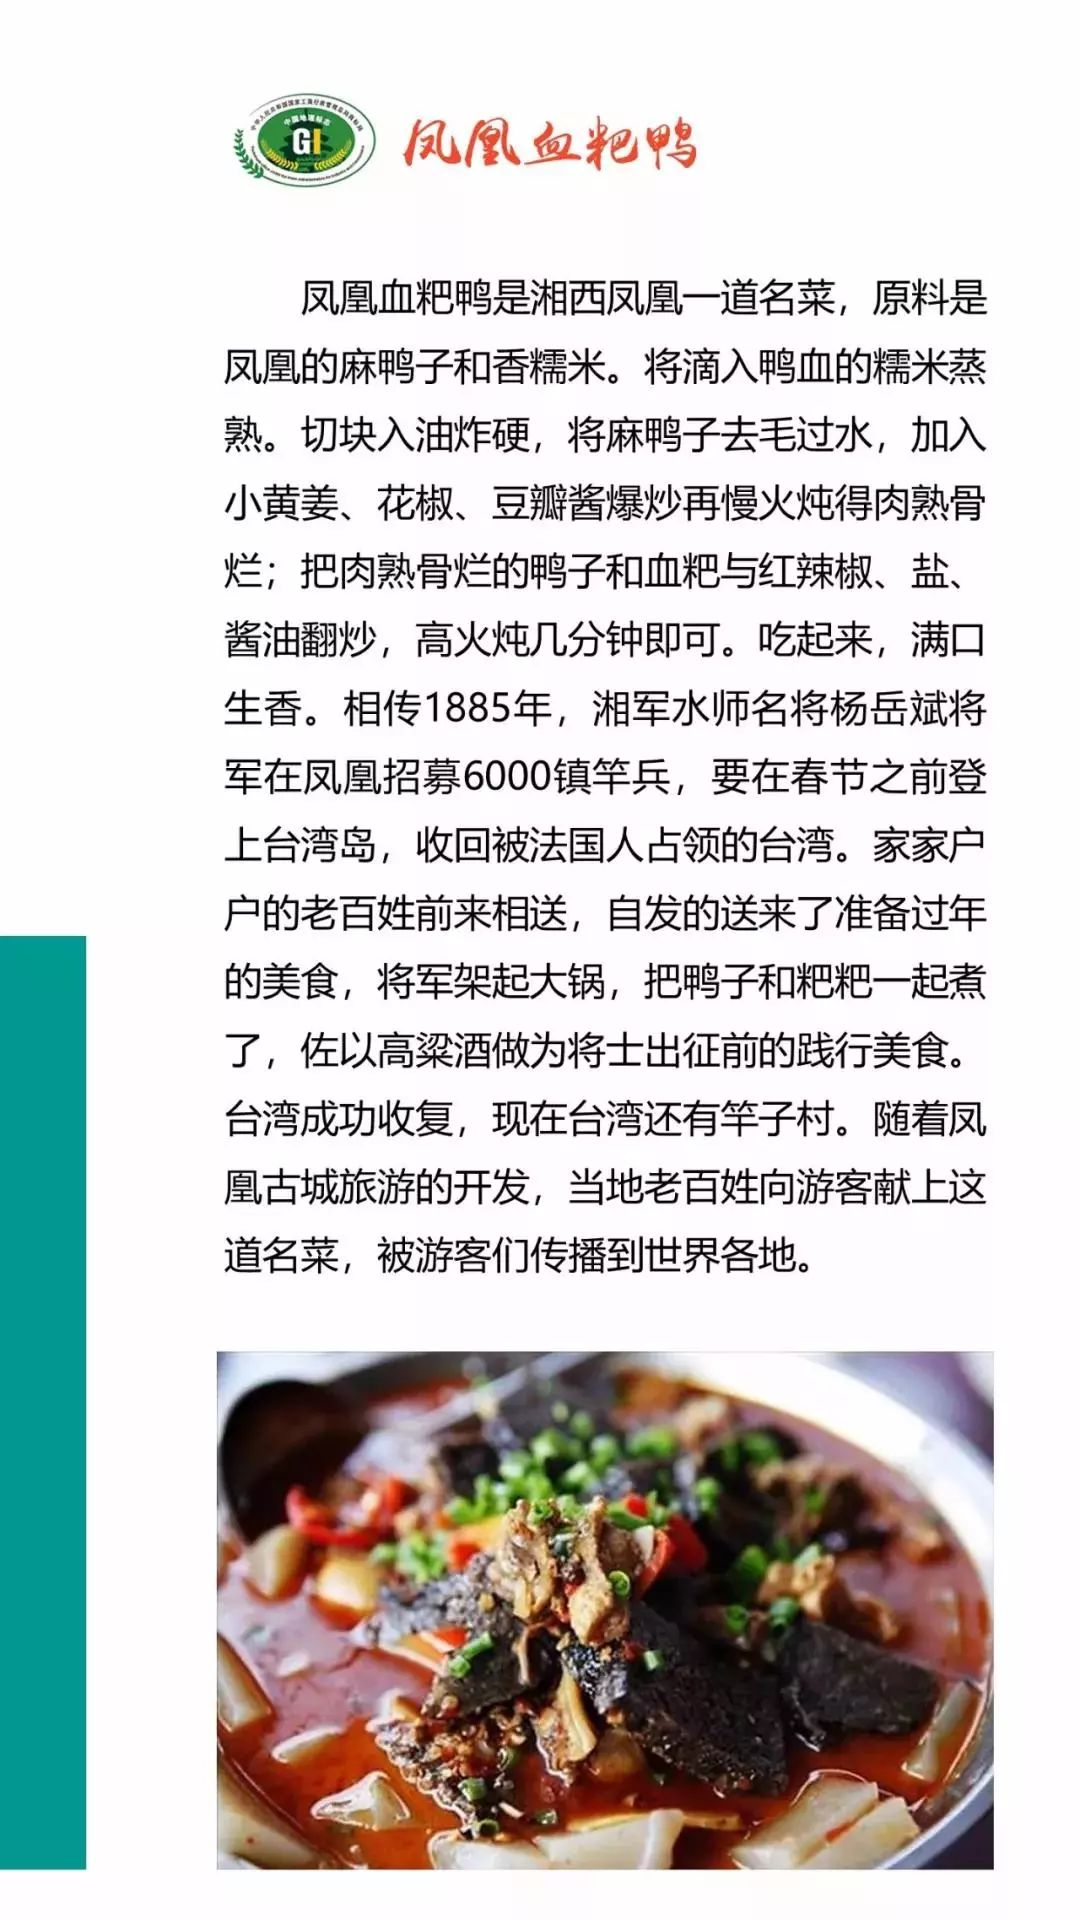 中国地理标志
GI
凤凰血粑鸭
凤凰血粑鸭是湘西凤凰一道名菜，原料是
凤凰的麻鸭子和香糯米。将滴入鸭血的糯米蒸
熟。切块入油炸硬，将麻鸭子去毛过水，加入
小黄姜、花椒、豆瓣酱爆炒再慢火炖得肉熟骨
烂；把肉熟骨烂的鸭子和血粑与红辣椒、盐、
酱油翻炒，高火炖几分钟即可。吃起来，满口
生香。相传1885年，湘军水师名将杨岳斌将
军在凤凰招募6000镇竿兵，要在春节之前登
上台湾岛，收回被法国人占领的台湾。家家户
户的老百姓前来相送，自发的送来了准备过年
的美食，将军架起大锅，把鸭子和粑粑一起煮
了，佐以高粱酒做为将士出征前的践行美食。
台湾成功收复，现在台湾还有竿子村。随着凤
凰古城旅游的开发，当地老百姓向游客献上这
道名菜，被游客们传播到世界各地。